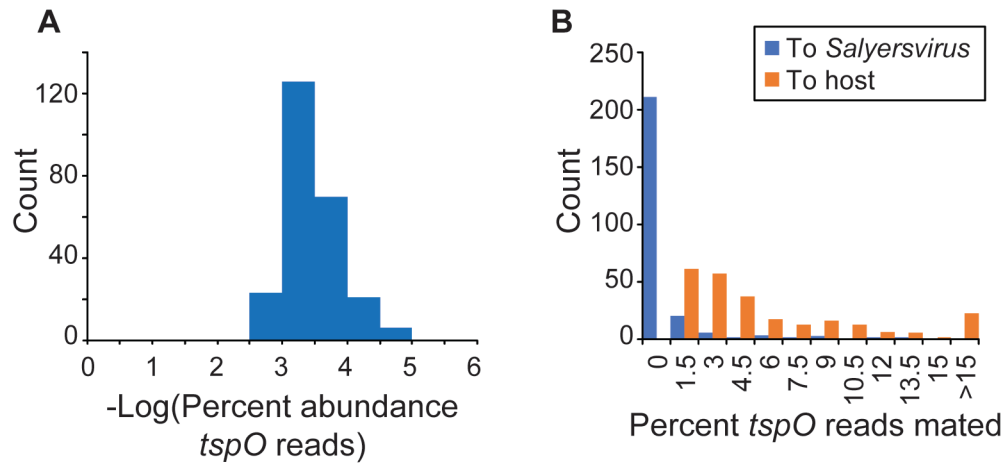 A
Count
120
80
40
0
0 1 2 3 4 5 6
-Log(Percent abundance
tspO reads)
B
To Salyersvirus
To host
Count
250
200
150
100
50
0
0 1.5 3 4.5 6 7.5 9 10.5 12 13.5 15 >15
Percent tspO reads mated